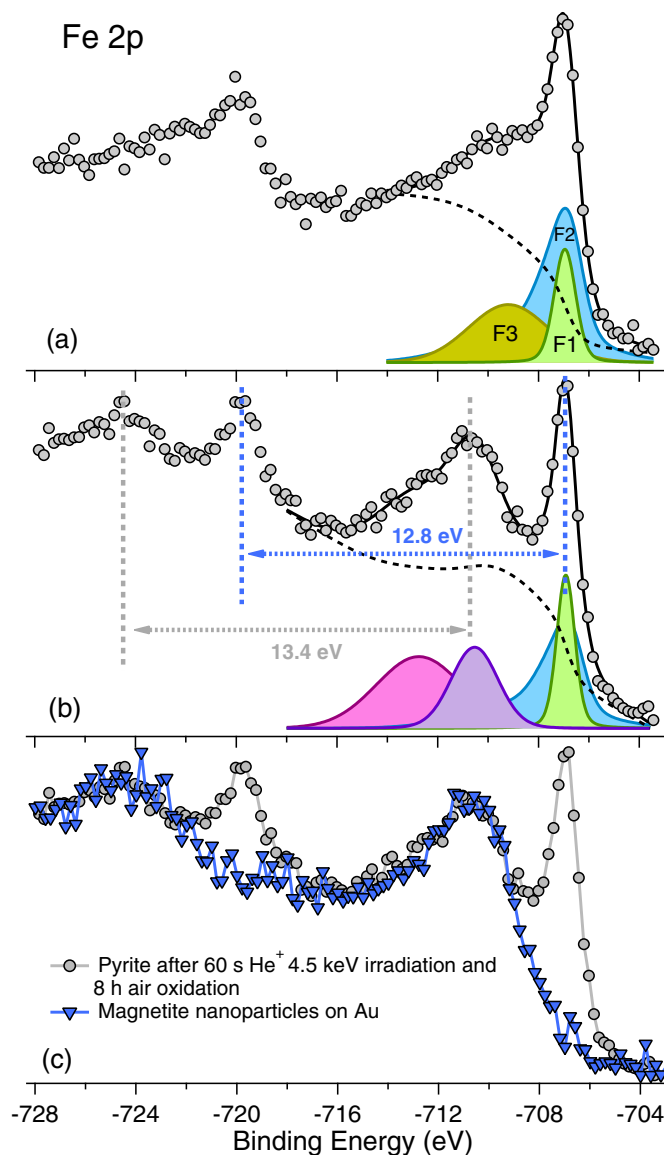 Fe 2p
F2
F3
F1
(a)
12.8 eV
13.4 eV
(b)
Pyrite after 60 s He⁺ 4.5 keV irradiation and
8 h air oxidation
Magnetite nanoparticles on Au
(c)
-728 -724 -720 -716 -712 -708 -704
Binding Energy (eV)